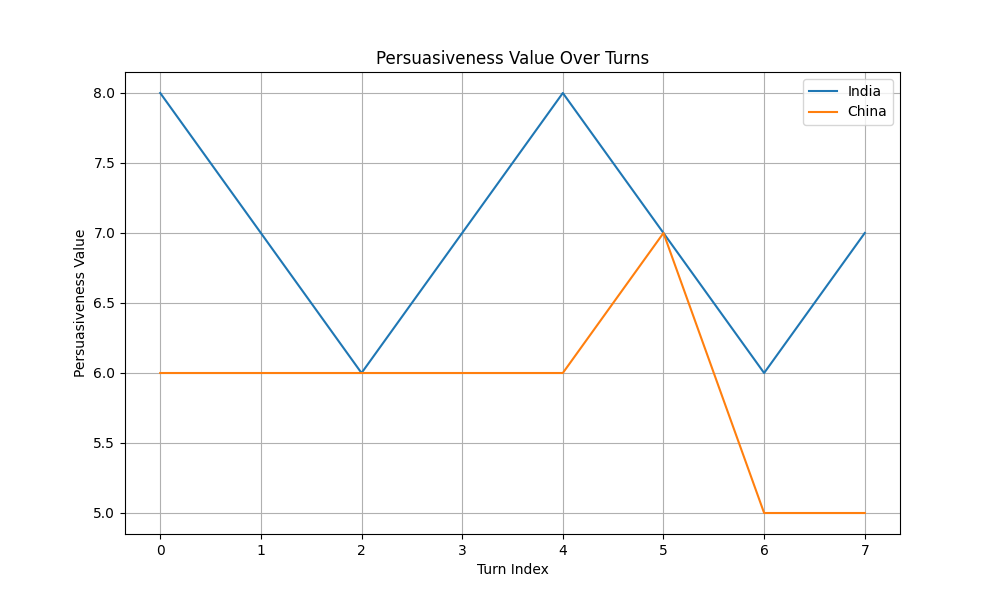 Persuasiveness Value Over Turns
India
China
8.0
7.5
7.0
6.5
6.0
5.5
5.0
Persuasiveness Value
0 1 2 3 4 5 6 7
Turn Index